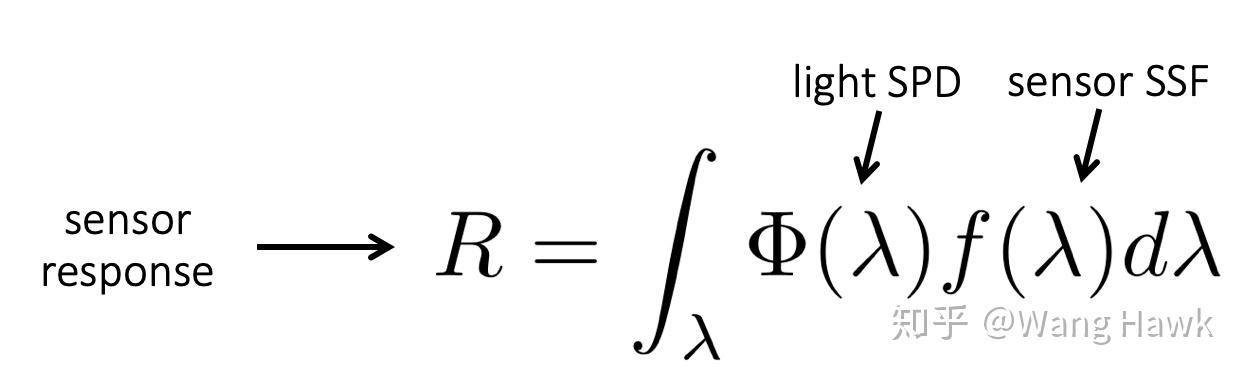 light SPD sensor SSF
sensor
response
R = ∫_λ Φ(λ)f(λ)dλ
知乎 @Wang Hawk